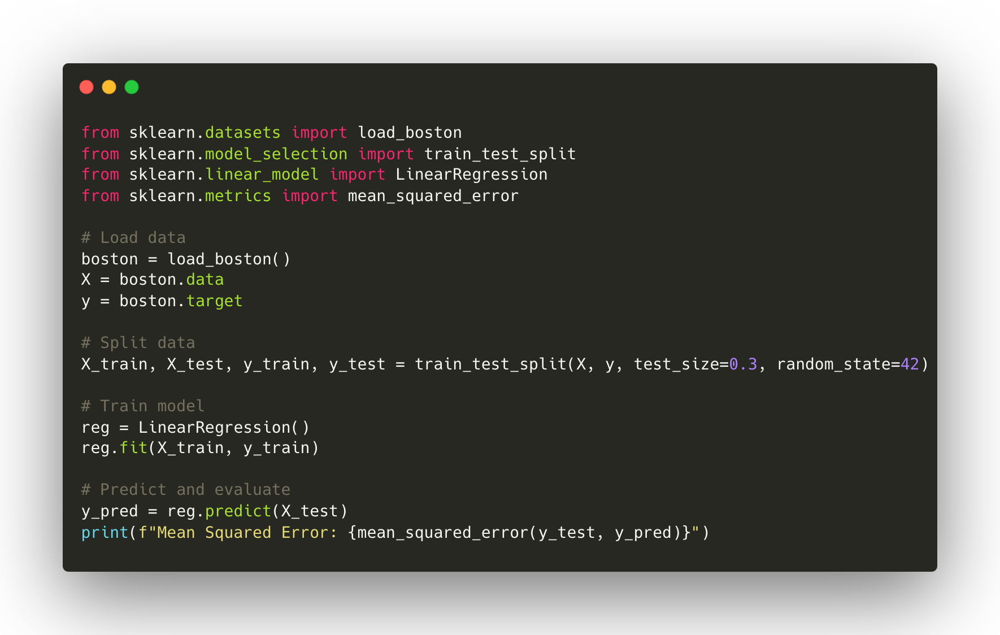 from sklearn.datasets import load_boston
from sklearn.model_selection import train_test_split
from sklearn.linear_model import LinearRegression
from sklearn.metrics import mean_squared_error
# Load data
boston = load_boston()
X = boston.data
y = boston.target
# Split data
X_train, X_test, y_train, y_test = train_test_split(X, y, test_size=0.3, random_state=42)
# Train model
reg = LinearRegression()
reg.fit(X_train, y_train)
# Predict and evaluate
y_pred = reg.predict(X_test)
print(f"Mean Squared Error: {mean_squared_error(y_test, y_pred)}")